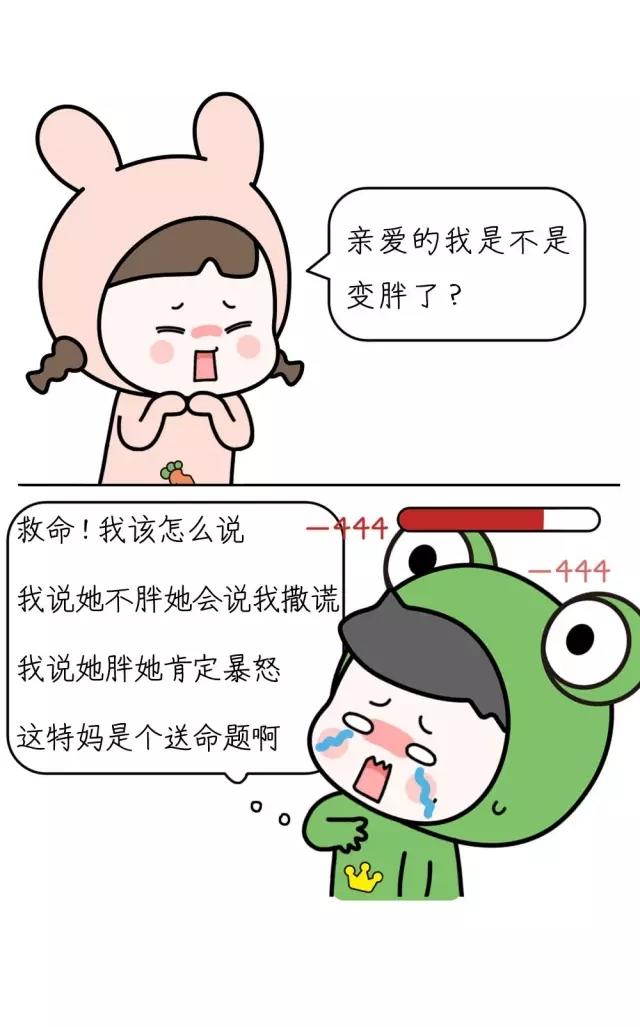 亲爱的我是不是
变胖了？
救命！我该怎么说
-444
-444
我说她不胖她会说我撒谎
我说她胖她肯定暴怒
这特妈是个送命题啊